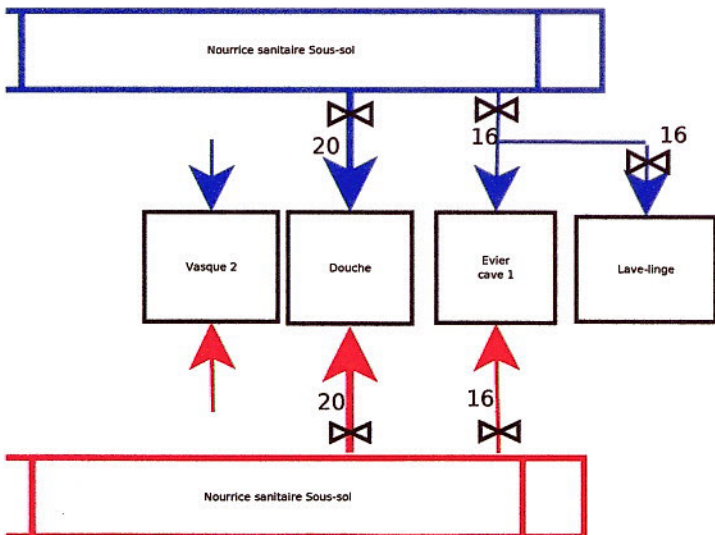 Nourrice sanitaire Sous-sol
20
16
16
Vasque 2
Douche
Evier
cave 1
Lave-linge
20
16
Nourrice sanitaire Sous-sol